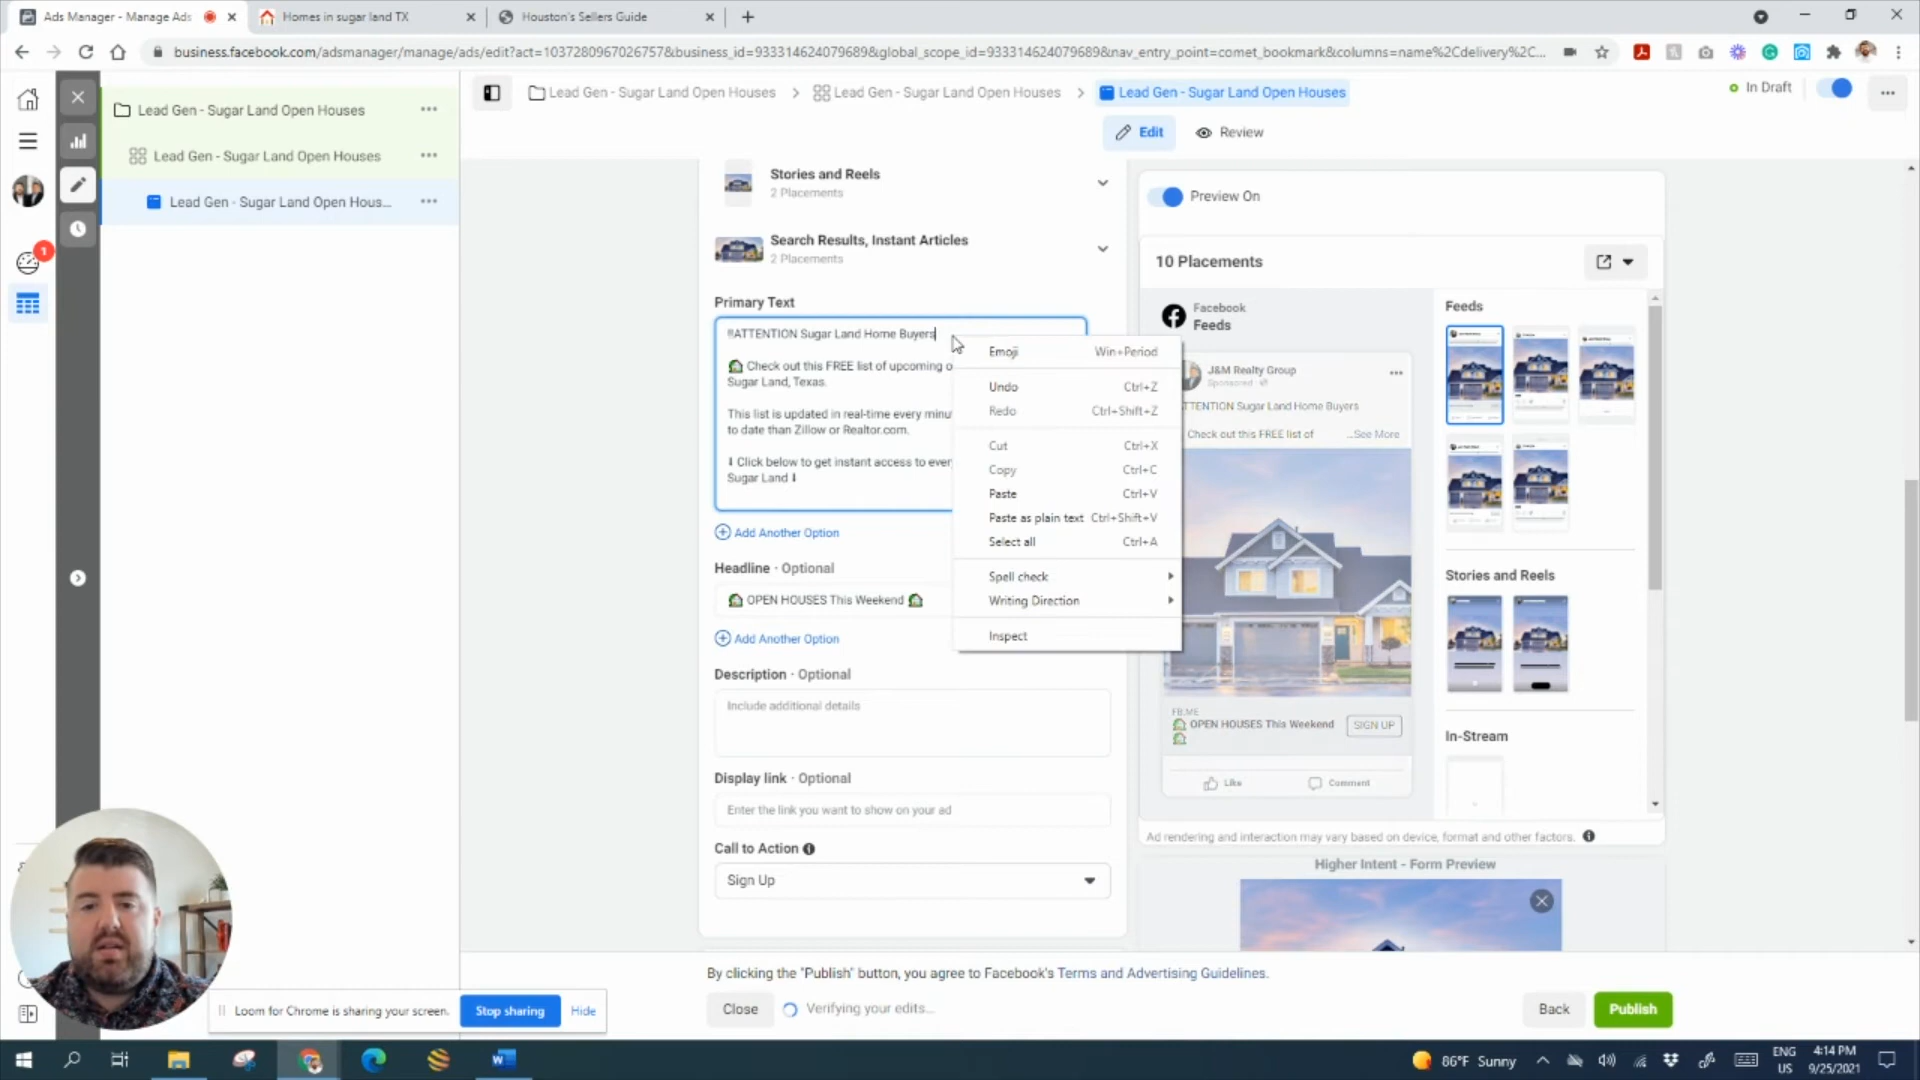 Ads Manager - Manage Ads
Homes in sugar land TX
Houston's Sellers Guide
business.facebook.com/adsmanager/manage/ads/edit?act=1037280967026757&business_id=933314624079689&global_scope_id=933314624079689&nav_entry_point=comet_bookmark&columns=name%2Cdelivery%2C...
Lead Gen - Sugar Land Open Houses
Lead Gen - Sugar Land Open Houses
Lead Gen - Sugar Land Open Hous...
1
Lead Gen - Sugar Land Open Houses > Lead Gen - Sugar Land Open Houses > Lead Gen - Sugar Land Open Houses
In Draft
Edit
Review
Stories and Reels
2 Placements
Search Results, Instant Articles
2 Placements
Primary Text
‼ATTENTION Sugar Land Home Buyers
🏠 Check out this FREE list of upcoming o
Sugar Land, Texas.
This list is updated in real-time every minu
to date than Zillow or Realtor.com.
⬇ Click below to get instant access to ever
Sugar Land ⬇
Add Another Option
Headline · Optional
🏠 OPEN HOUSES This Weekend 🏠
Add Another Option
Description · Optional
Include additional details
Display link · Optional
Enter the link you want to show on your ad
Call to Action
Sign Up
Emoji Win+Period
Undo Ctrl+Z
Redo Ctrl+Shift+Z
Cut Ctrl+X
Copy Ctrl+C
Paste Ctrl+V
Paste as plain text Ctrl+Shift+V
Select all Ctrl+A
Spell check
Writing Direction
Inspect
Preview On
10 Placements
Facebook
Feeds
J&M Realty Group
Sponsored
TTENTION Sugar Land Home Buyers
Check out this FREE list of ...See More
FB.ME
🏠 OPEN HOUSES This Weekend
🏠
SIGN UP
Like
Comment
Feeds
Stories and Reels
In-Stream
Ad rendering and interaction may vary based on device, format and other factors.
Higher Intent - Form Preview
By clicking the "Publish" button, you agree to Facebook's Terms and Advertising Guidelines.
Close
Verifying your edits...
Back
Publish
Loom for Chrome is sharing your screen.
Stop sharing
Hide
86°F Sunny
ENG
US
4:14 PM
9/25/2021